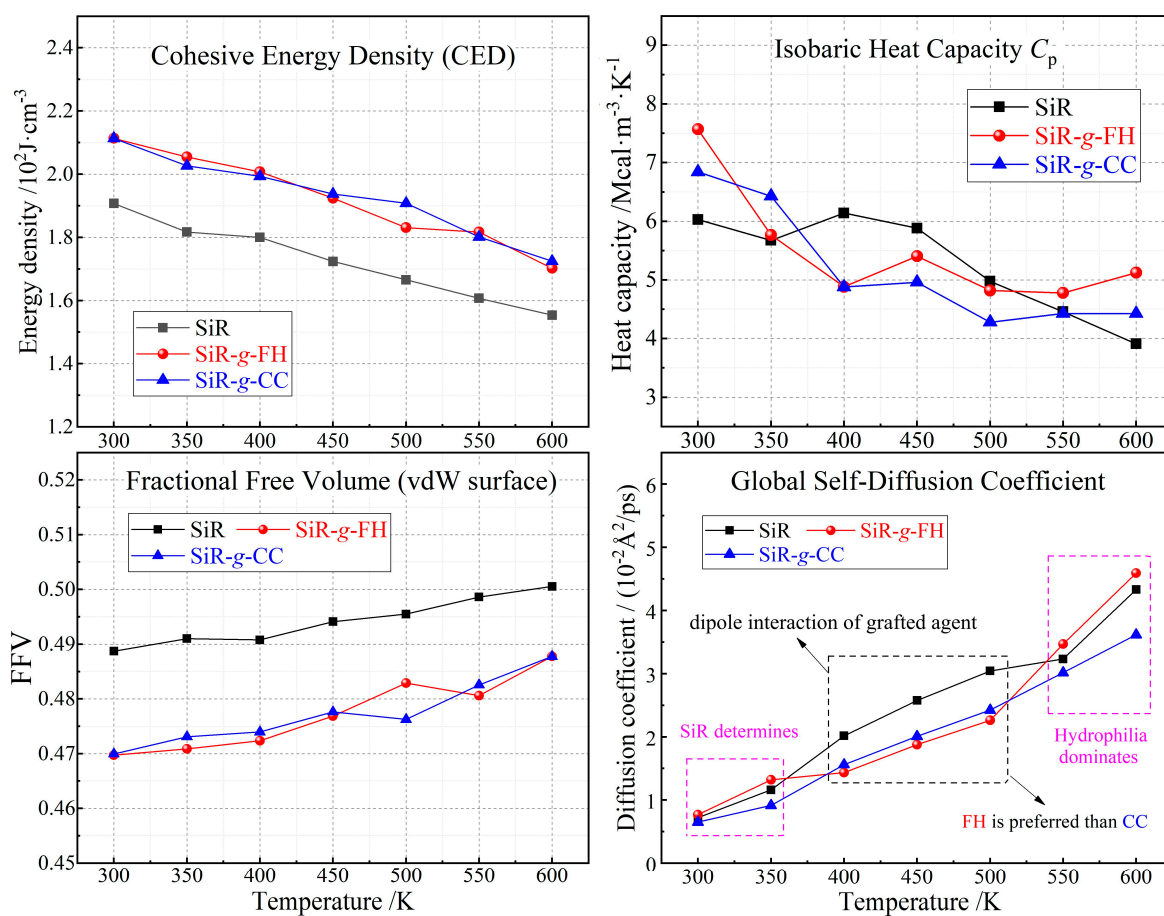 Cohesive Energy Density (CED)
Energy density /10²J·cm⁻³
2.4
2.2
2.0
1.8
1.6
1.4
1.2
SiR
SiR-g-FH
SiR-g-CC
300 350 400 450 500 550 600
Isobaric Heat Capacity Cp
Heat capacity /Mcal·m⁻³·K⁻¹
9
8
7
6
5
4
3
SiR
SiR-g-FH
SiR-g-CC
300 350 400 450 500 550 600
Fractional Free Volume (vdW surface)
FFV
0.52
0.51
0.50
0.49
0.48
0.47
0.46
0.45
SiR SiR-g-FH
SiR-g-CC
300 350 400 450 500 550 600
Temperature /K
Global Self-Diffusion Coefficient
Diffusion coefficient / (10⁻²Å²/ps)
6
5
4
3
2
1
0
SiR SiR-g-FH
SiR-g-CC
dipole interaction of grafted agent
SiR determines
Hydrophilia
dominates
FH is preferred than CC
300 350 400 450 500 550 600
Temperature /K